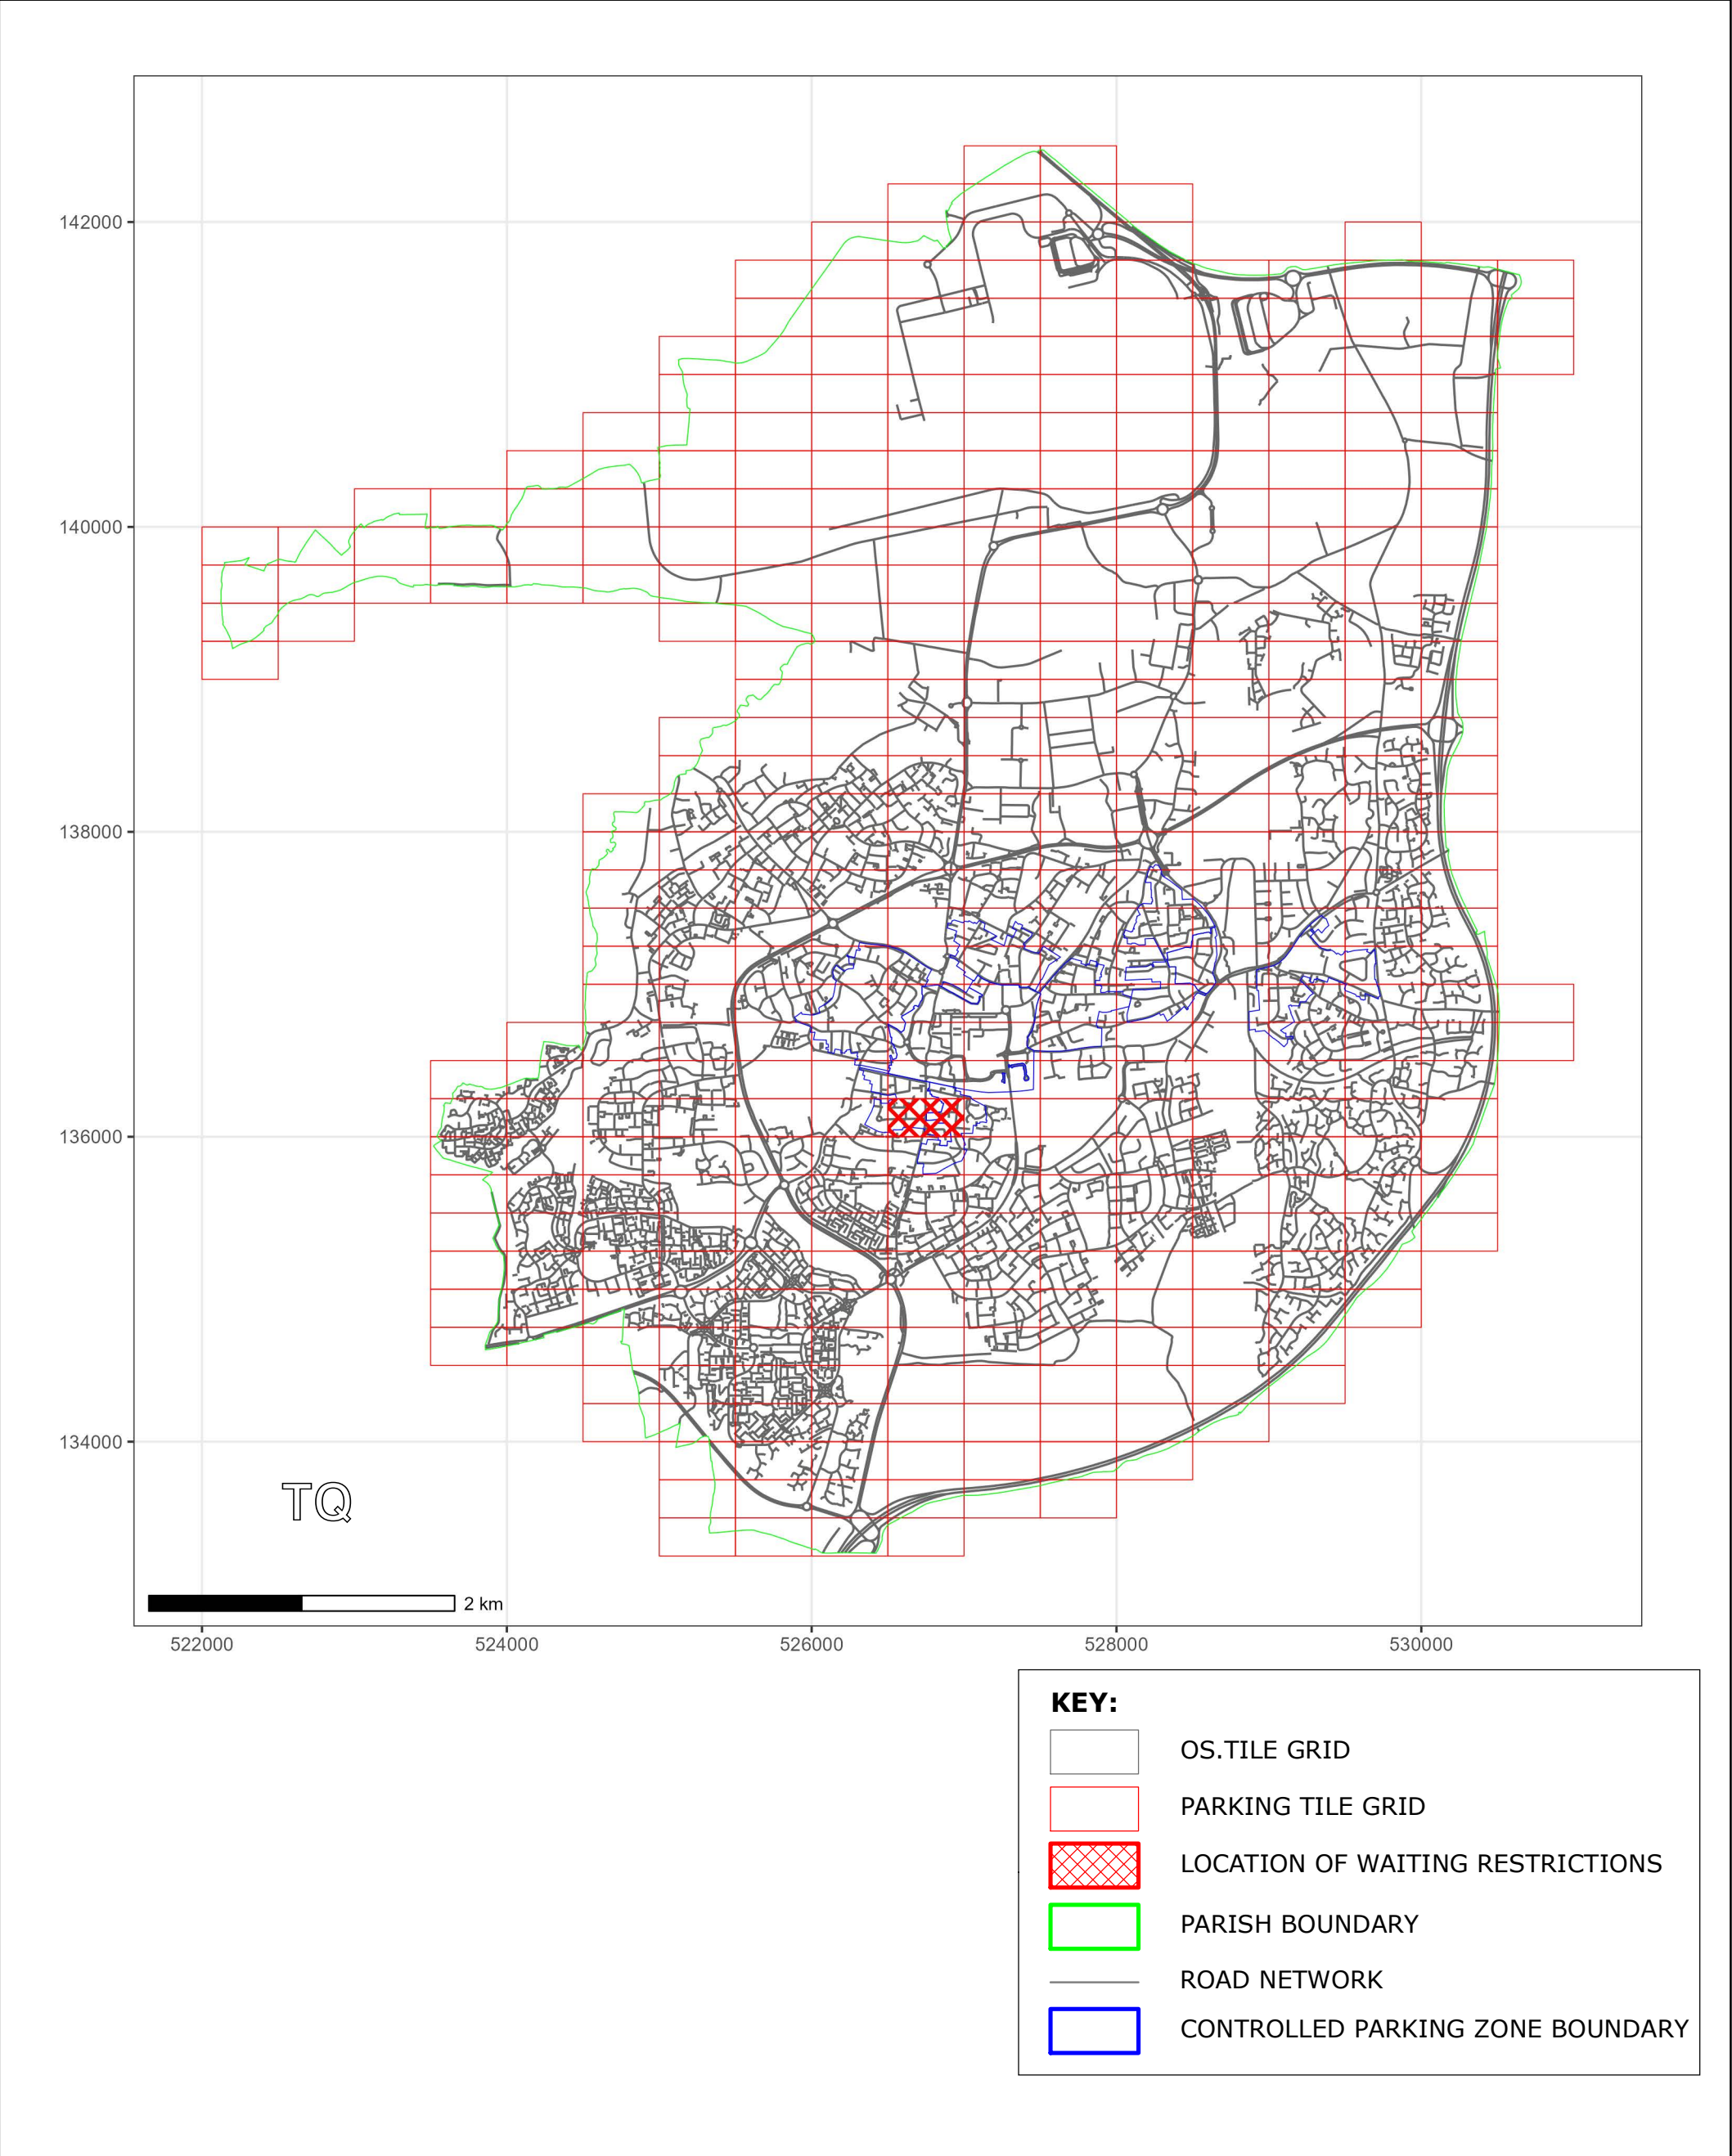 142000
140000
138000
136000
134000
TQ
2 km
522000 524000 526000 528000 530000
KEY:
OS.TILE GRID
PARKING TILE GRID
LOCATION OF WAITING RESTRICTIONS
PARISH BOUNDARY
ROAD NETWORK
CONTROLLED PARKING ZONE BOUNDARY